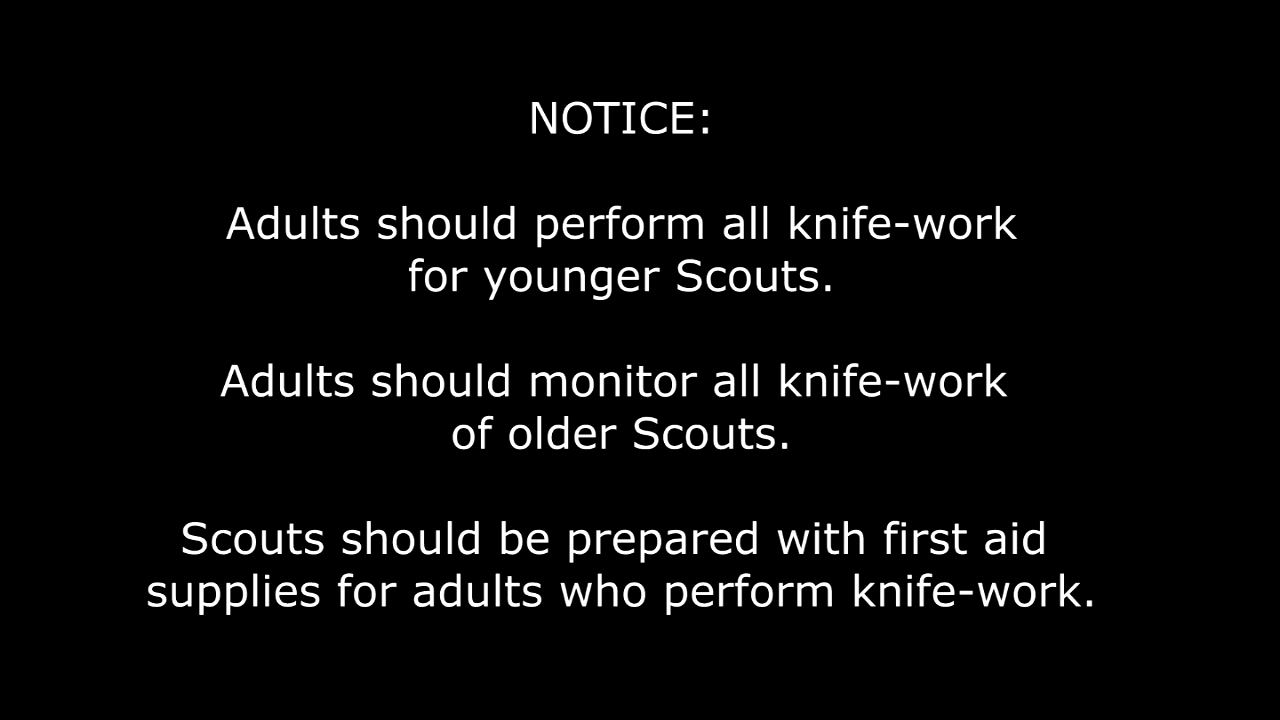 NOTICE:
Adults should perform all knife-work
for younger Scouts.
Adults should monitor all knife-work
of older Scouts.
Scouts should be prepared with first aid
supplies for adults who perform knife-work.